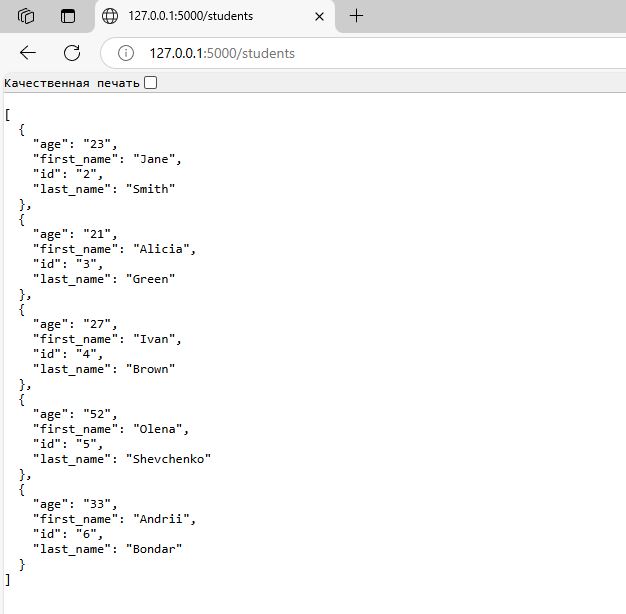 127.0.0.1:5000/students
127.0.0.1:5000/students
Качественная печать
[
  {
    "age": "23",
    "first_name": "Jane",
    "id": "2",
    "last_name": "Smith"
  },
  {
    "age": "21",
    "first_name": "Alicia",
    "id": "3",
    "last_name": "Green"
  },
  {
    "age": "27",
    "first_name": "Ivan",
    "id": "4",
    "last_name": "Brown"
  },
  {
    "age": "52",
    "first_name": "Olena",
    "id": "5",
    "last_name": "Shevchenko"
  },
  {
    "age": "33",
    "first_name": "Andrii",
    "id": "6",
    "last_name": "Bondar"
  }
]